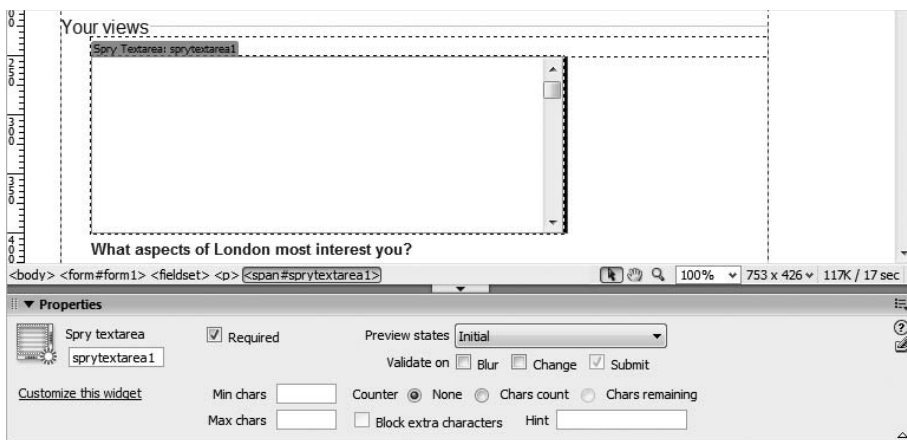 Your views
Spry Textarea: sprytextarea1
What aspects of London most interest you?
<body> <form#form1> <fieldset> <p> <span#sprytextarea1>
100% 753 x 426 117K / 17 sec
Properties
Spry textarea Required Preview states Initial
sprytextarea1 Validate on Blur Change Submit
Customize this widget Min chars Counter None Chars count Chars remaining
Max chars Block extra characters Hint